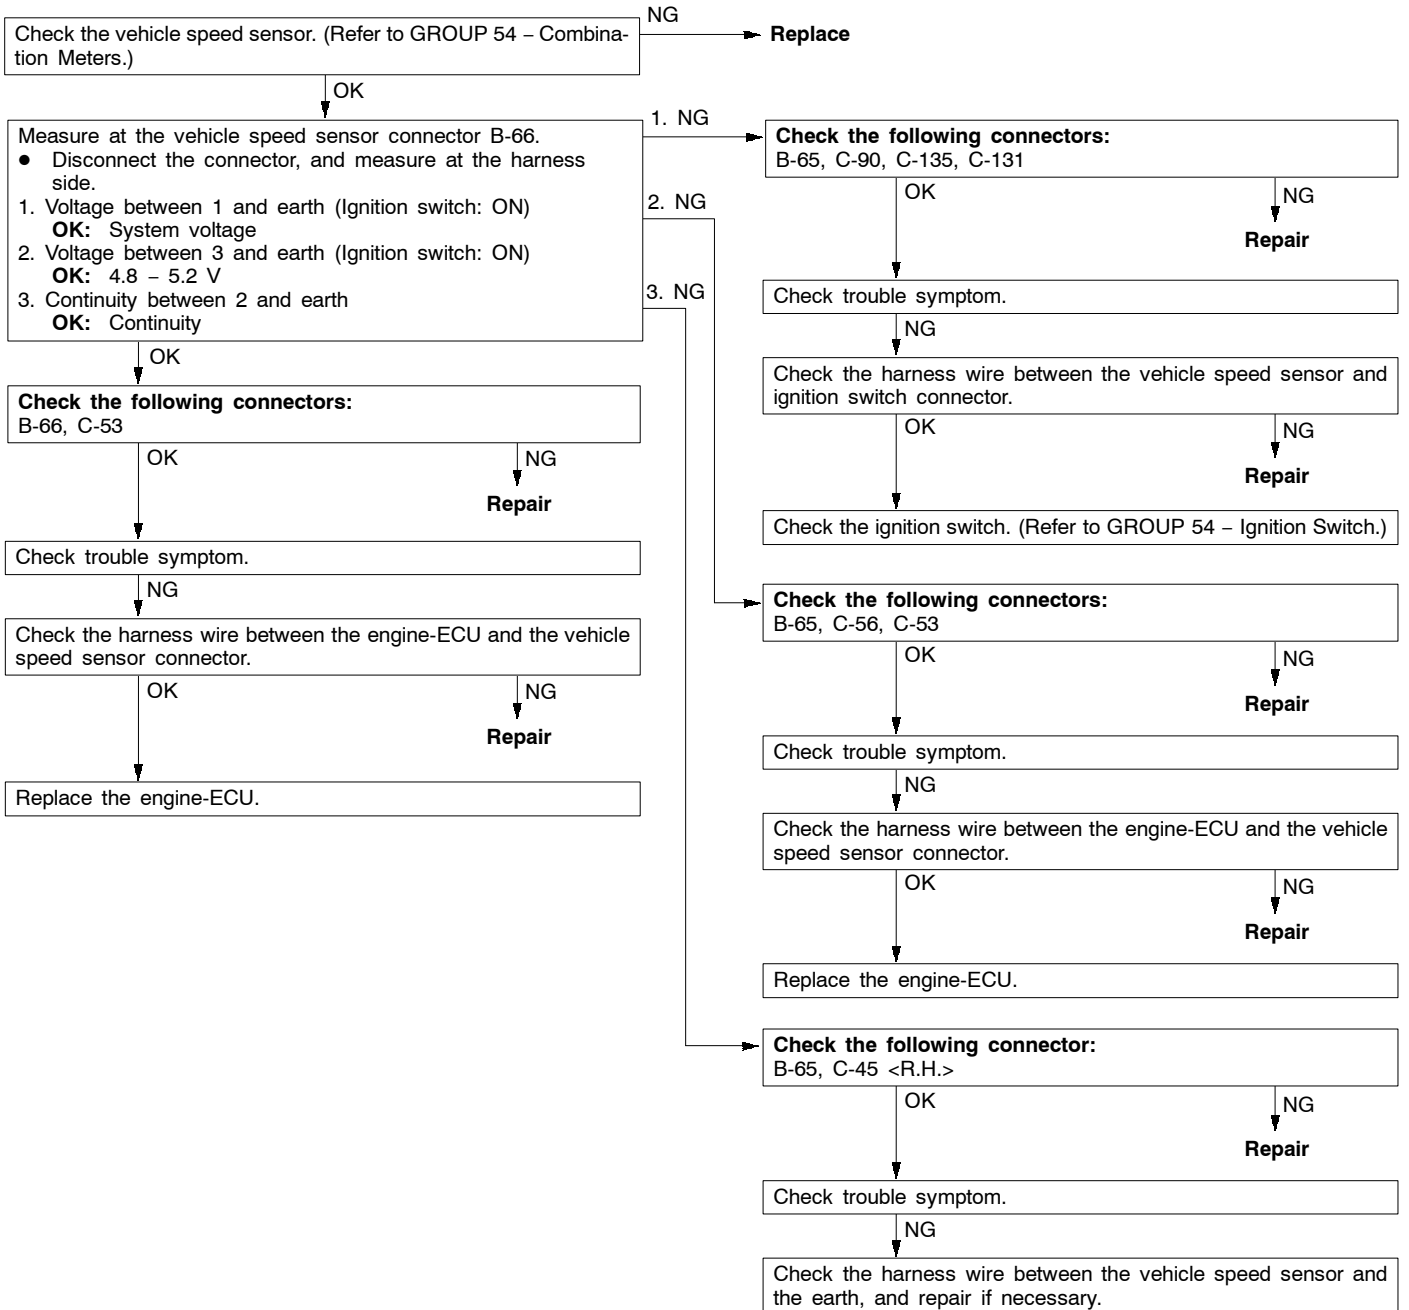 Check the vehicle speed sensor. (Refer to GROUP 54 – Combina-
tion Meters.)
NG
Replace
OK
Measure at the vehicle speed sensor connector B-66.
● Disconnect the connector, and measure at the harness
side.
1. Voltage between 1 and earth (Ignition switch: ON)
OK: System voltage
2. Voltage between 3 and earth (Ignition switch: ON)
OK: 4.8 – 5.2 V
3. Continuity between 2 and earth
OK: Continuity
OK
Check the following connectors:
B-66, C-53
OK
NG
Repair
Check trouble symptom.
NG
Check the harness wire between the engine-ECU and the vehicle
speed sensor connector.
OK
NG
Repair
Replace the engine-ECU.
1. NG
Check the following connectors:
B-65, C-90, C-135, C-131
OK
NG
Repair
Check trouble symptom.
NG
Check the harness wire between the vehicle speed sensor and
ignition switch connector.
OK
NG
Repair
Check the ignition switch. (Refer to GROUP 54 – Ignition Switch.)
2. NG
Check the following connectors:
B-65, C-56, C-53
OK
NG
Repair
Check trouble symptom.
NG
Check the harness wire between the engine-ECU and the vehicle
speed sensor connector.
OK
NG
Repair
Replace the engine-ECU.
3. NG
Check the following connector:
B-65, C-45 <R.H.>
OK
NG
Repair
Check trouble symptom.
NG
Check the harness wire between the vehicle speed sensor and
the earth, and repair if necessary.